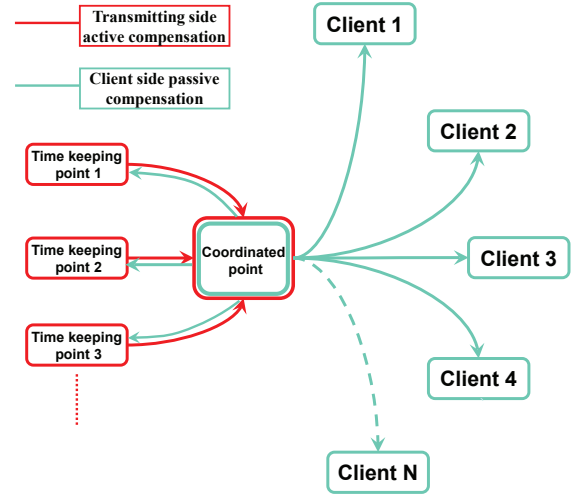 Transmitting side
active compensation
Client side passive
compensation
Time keeping
point 1
Time keeping
point 2
Time keeping
point 3
Coordinated
point
Client 1
Client 2
Client 3
Client 4
Client N